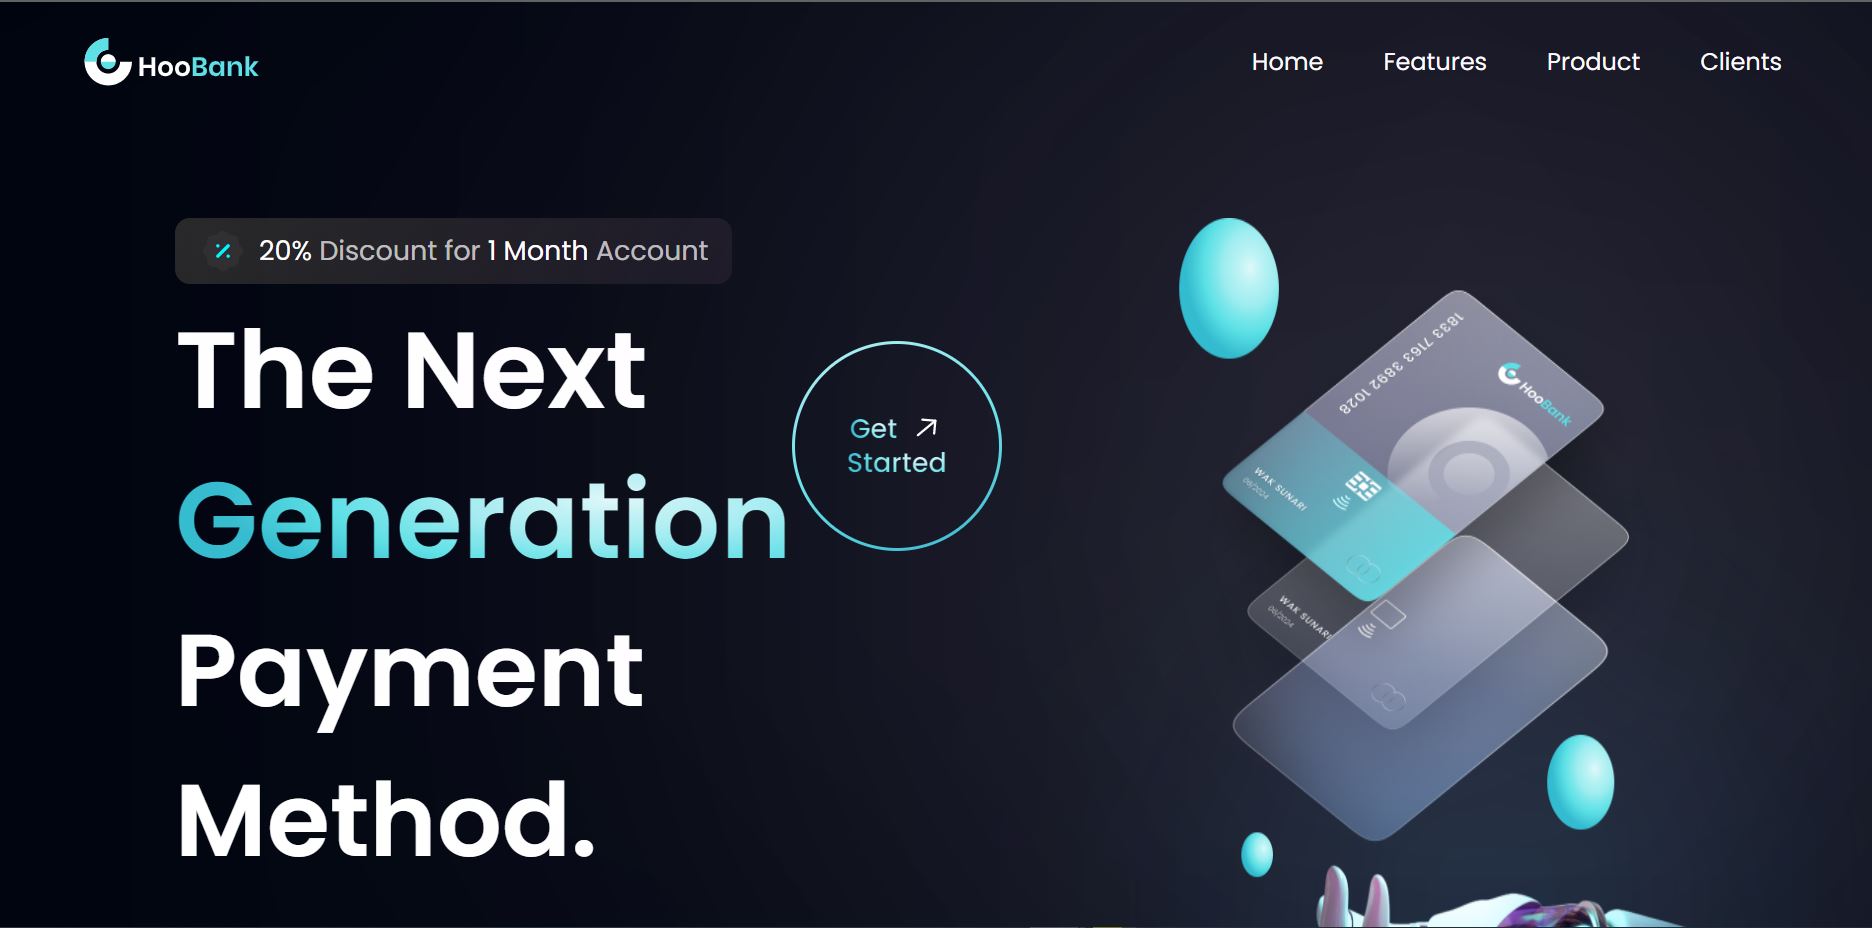 HooBank
Home Features Product Clients
20% Discount for 1 Month Account
The Next
Generation
Payment
Method.
Get
Started
1833 7163 3892 1028
HooBank
WAK SUNARI
06/2024
WAK SUNARI
06/2024